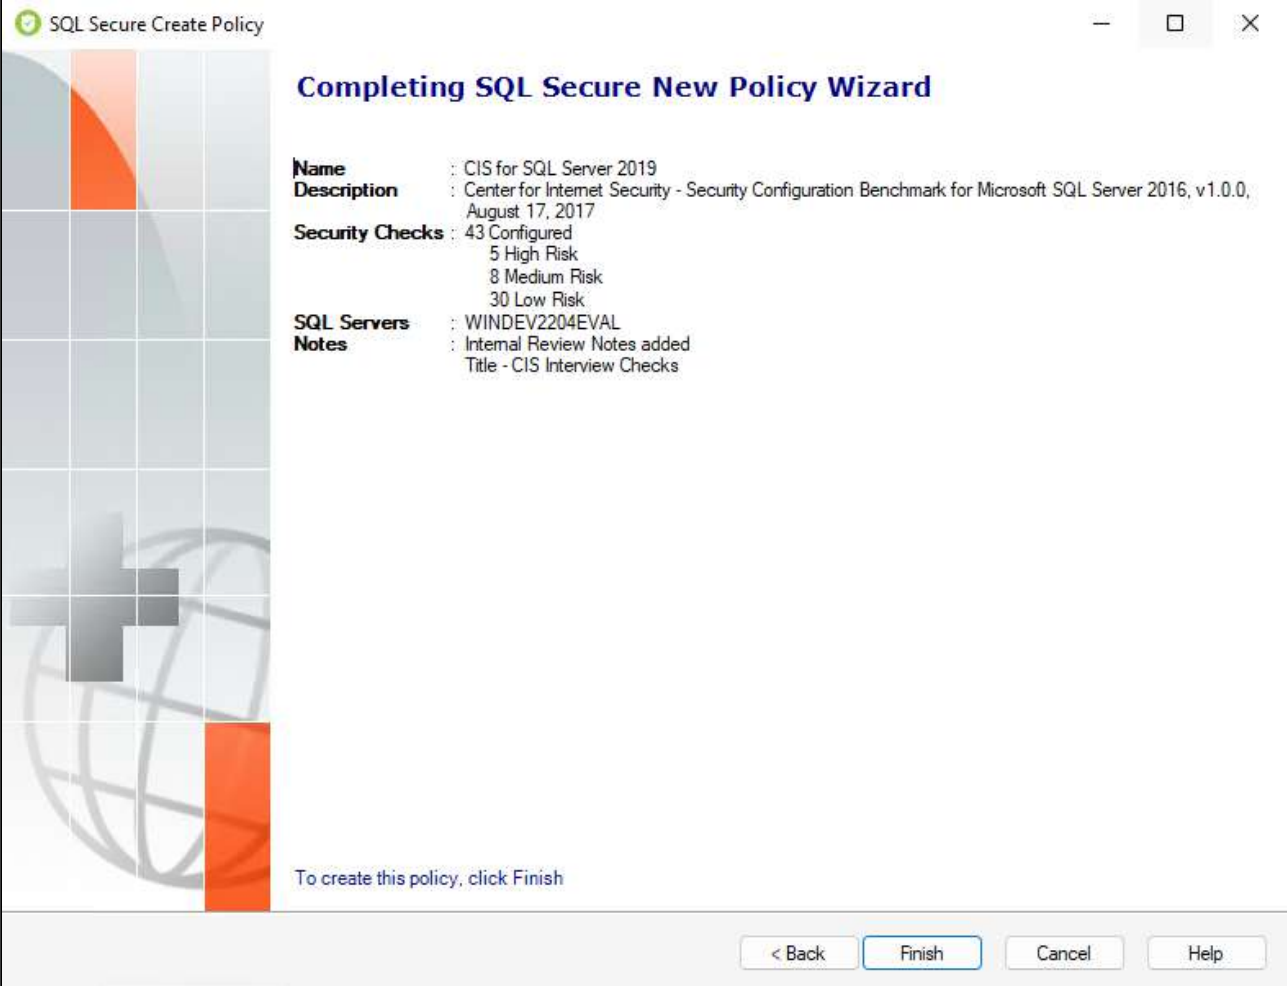 SQL Secure Create Policy
Completing SQL Secure New Policy Wizard
Name : CIS for SQL Server 2019
Description : Center for Internet Security - Security Configuration Benchmark for Microsoft SQL Server 2016, v1.0.0,
August 17, 2017
Security Checks : 43 Configured
5 High Risk
8 Medium Risk
30 Low Risk
SQL Servers : WINDEV2204EVAL
Notes : Internal Review Notes added
Title - CIS Interview Checks
To create this policy, click Finish
< Back Finish Cancel Help